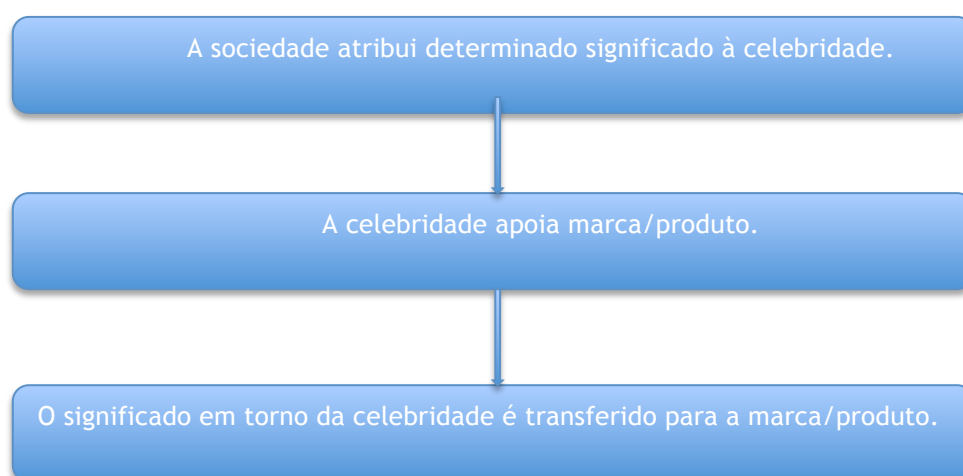 A sociedade atribui determinado significado à celebridade.
A celebridade apoia marca/produto.
O significado em torno da celebridade é transferido para a marca/produto.